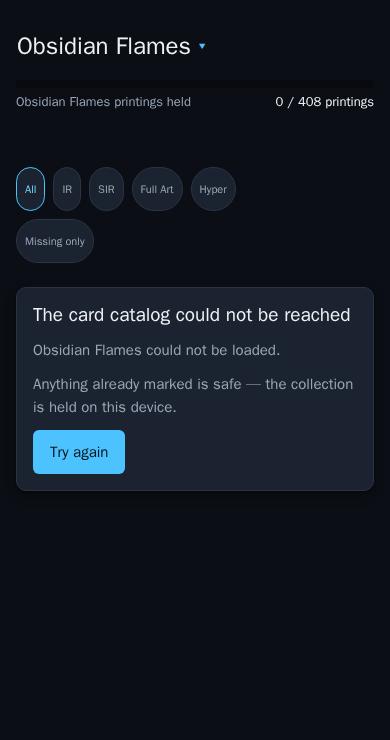 Obsidian Flames
Obsidian Flames printings held 0 / 408 printings
All IR SIR Full Art Hyper
Missing only
The card catalog could not be reached
Obsidian Flames could not be loaded.
Anything already marked is safe — the collection
is held on this device.
Try again